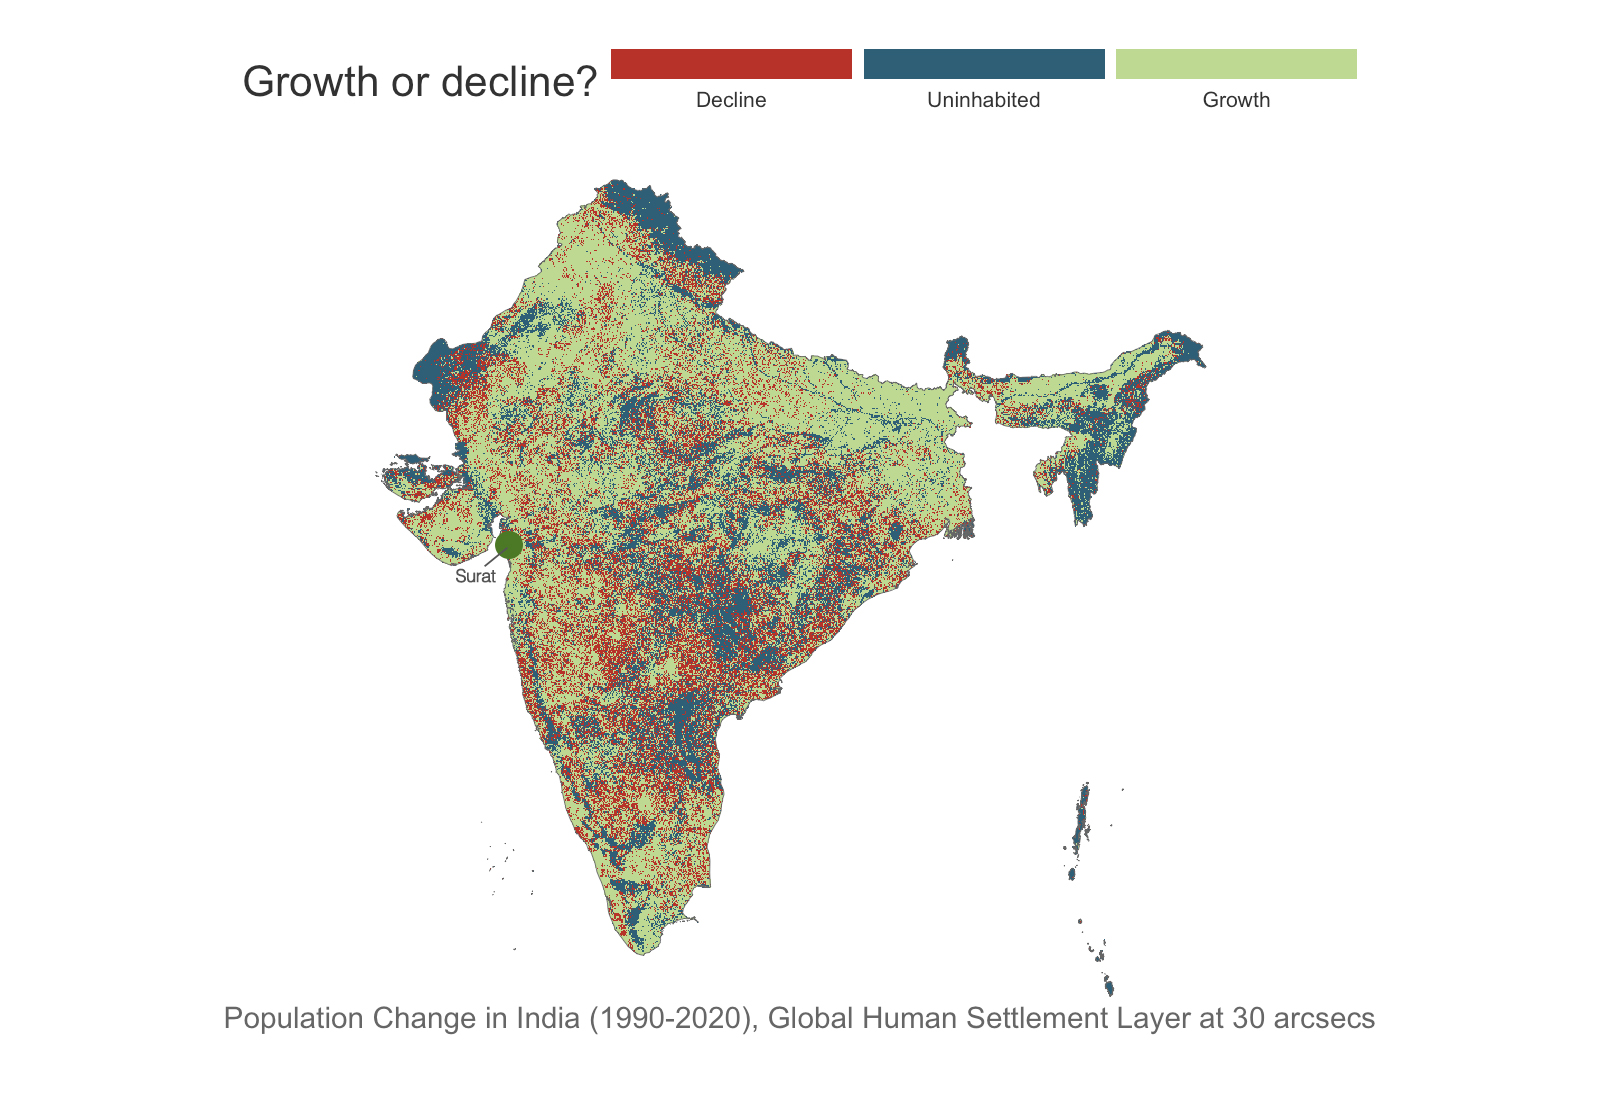 Growth or decline?
Decline
Uninhabited
Growth
Surat
Population Change in India (1990-2020), Global Human Settlement Layer at 30 arcsecs